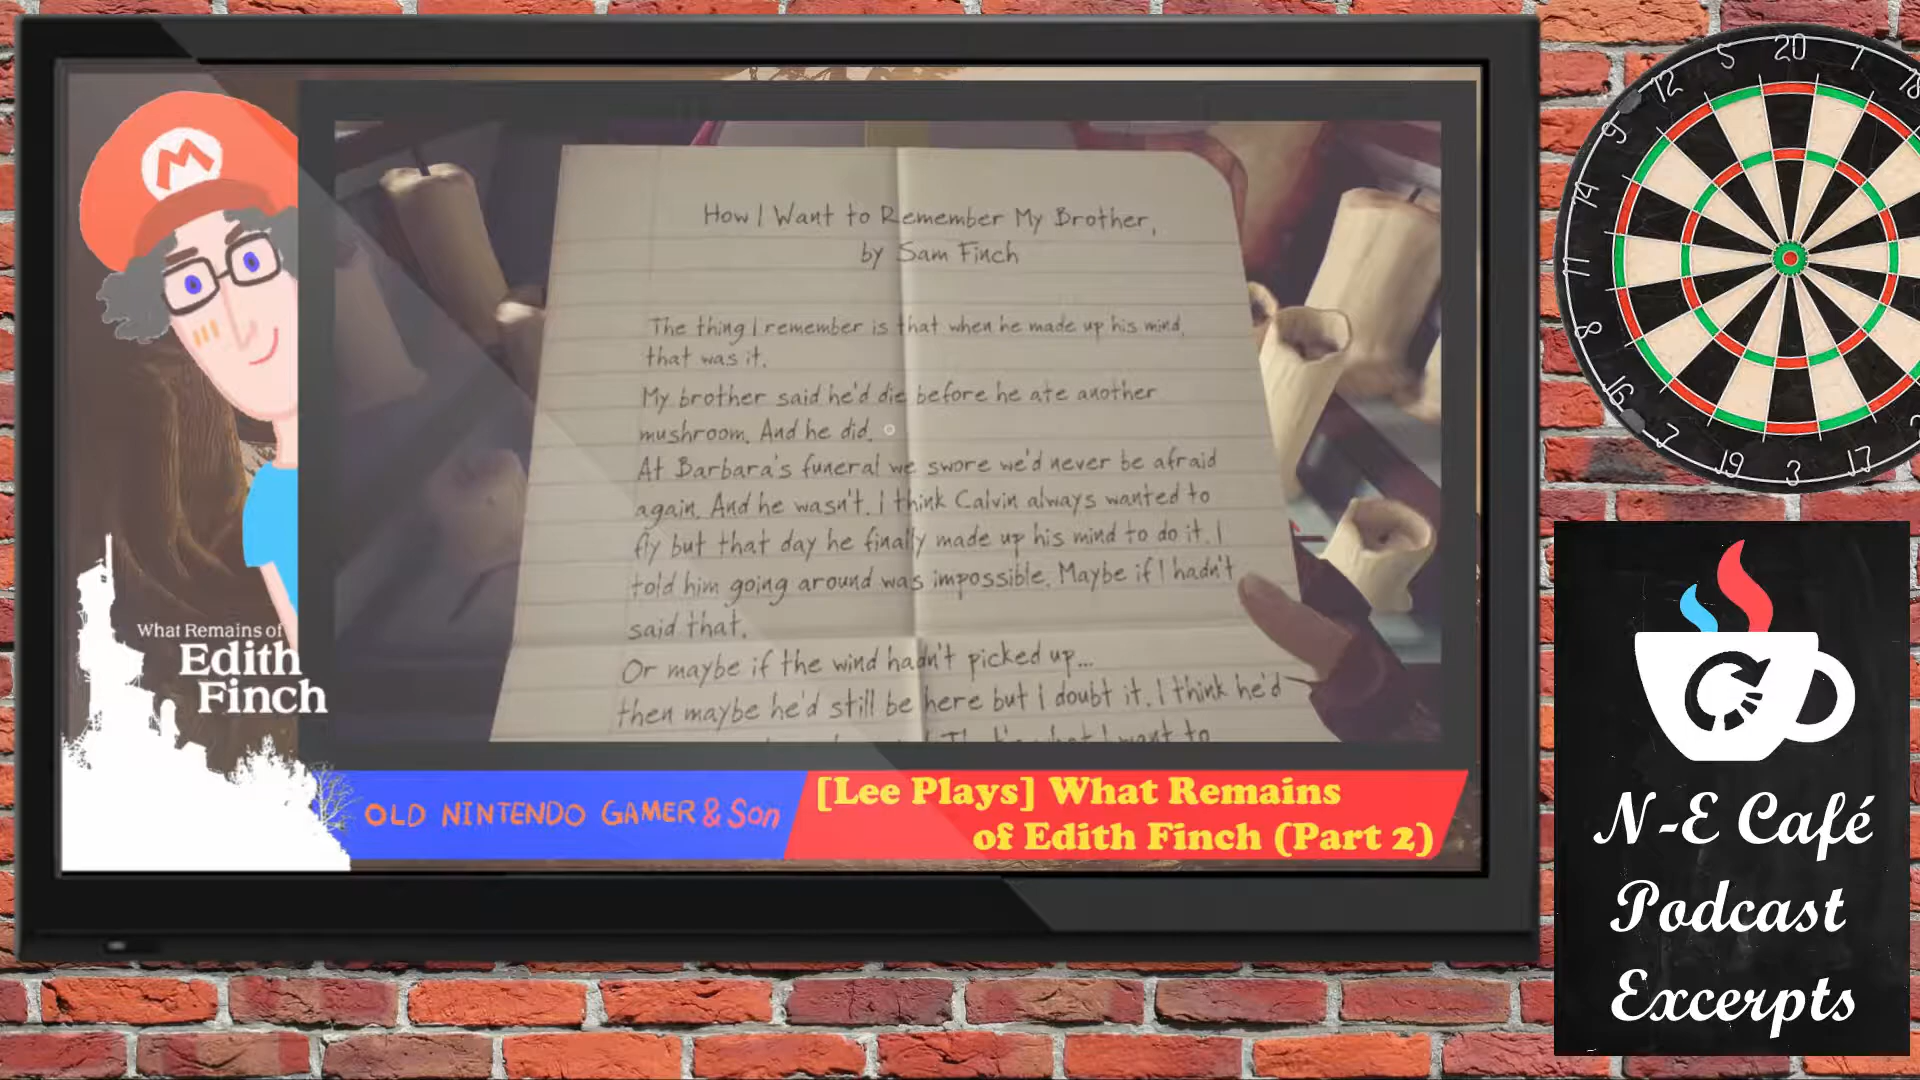 How I Want to Remember My Brother,
by Sam Finch
The thing I remember is that when he made up his mind,
that was it.
My brother said he'd die before he ate another
mushroom. And he did.
At Barbara's funeral we swore we'd never be afraid
again. And he wasn't. I think Calvin always wanted to
fly but that day he finally made up his mind to do it. I
told him going around was impossible. Maybe if I hadn't
said that.
Or maybe if the wind hadn't picked up...
then maybe he'd still be here but I doubt it. I think he'd
That's what I want to
M
What Remains of
Edith
Finch
OLD NINTENDO GAMER & Son
[Lee Plays] What Remains
of Edith Finch (Part 2)
12 5 20 1 18
9
14
11
8
16
7
19 3 17
N-E Café
Podcast
Excerpts